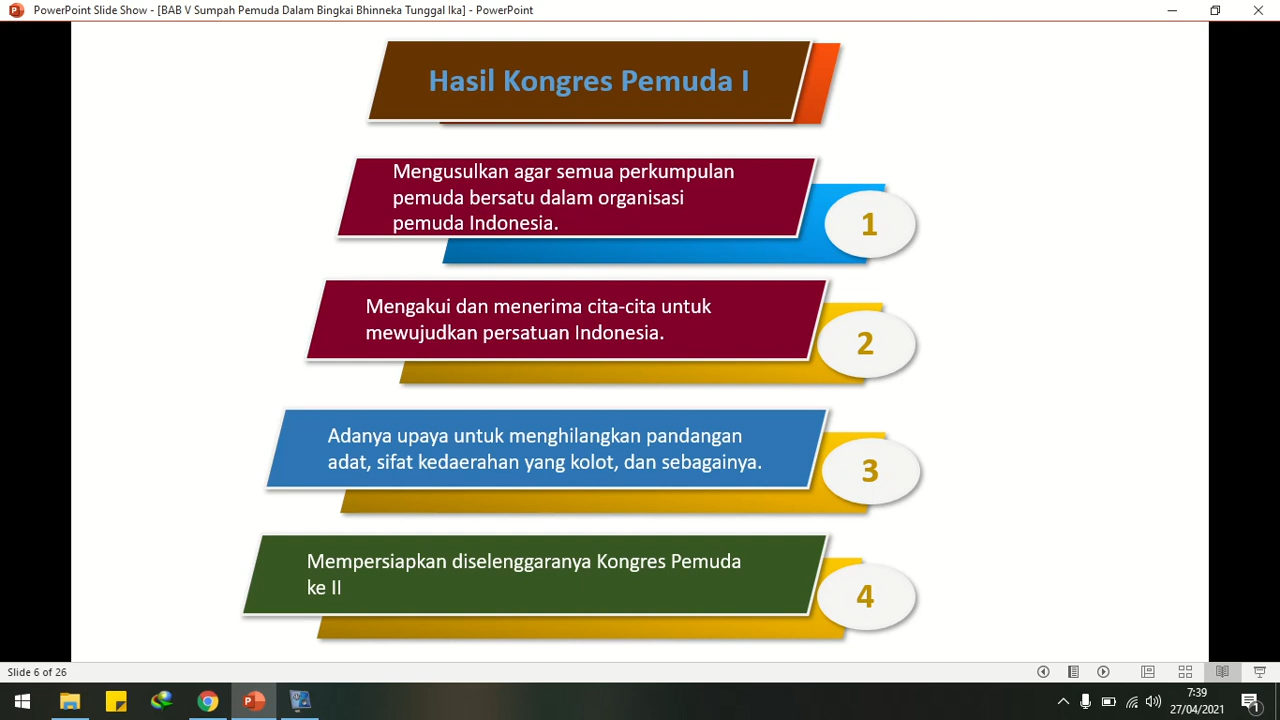 PowerPoint Slide Show - [BAB V Sumpah Pemuda Dalam Bingkai Bhinneka Tunggal Ika] - PowerPoint
Hasil Kongres Pemuda I
Mengusulkan agar semua perkumpulan
pemuda bersatu dalam organisasi
pemuda Indonesia.
1
Mengakui dan menerima cita-cita untuk
mewujudkan persatuan Indonesia.
2
Adanya upaya untuk menghilangkan pandangan
adat, sifat kedaerahan yang kolot, dan sebagainya.
3
Mempersiapkan diselenggaranya Kongres Pemuda
ke II
4
Slide 6 of 26
7:39
27/04/2021
1